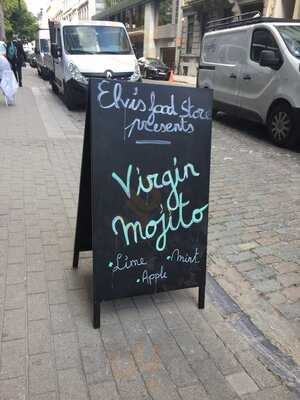 Elvis food Store
presents
Virgin
Mojito
• Lime • Mint
• Apple